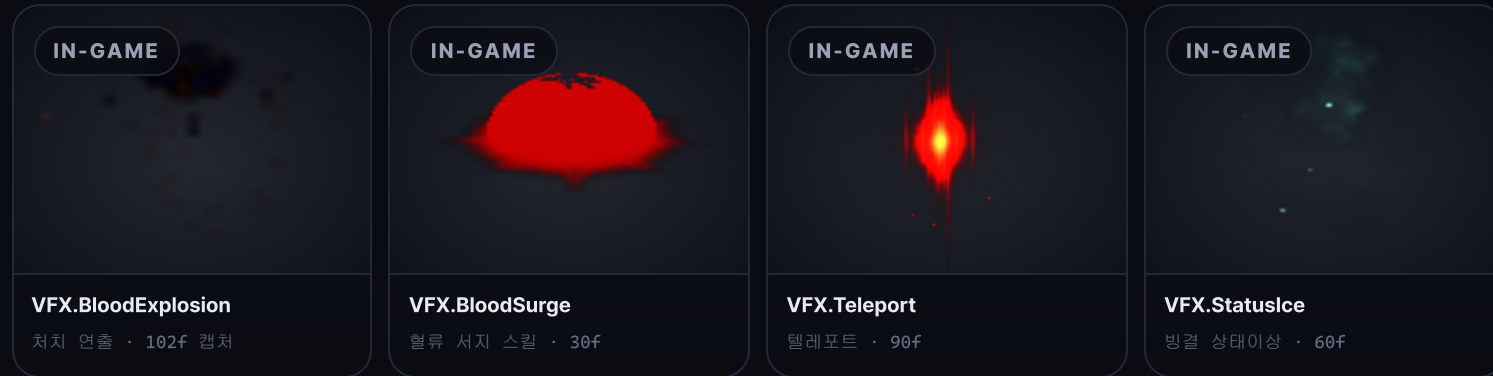 IN-GAME
VFX.BloodExplosion
처치 연출 · 102f 캡처
IN-GAME
VFX.BloodSurge
혈류 서지 스킬 · 30f
IN-GAME
VFX.Teleport
텔레포트 · 90f
IN-GAME
VFX.StatusIce
빙결 상태이상 · 60f